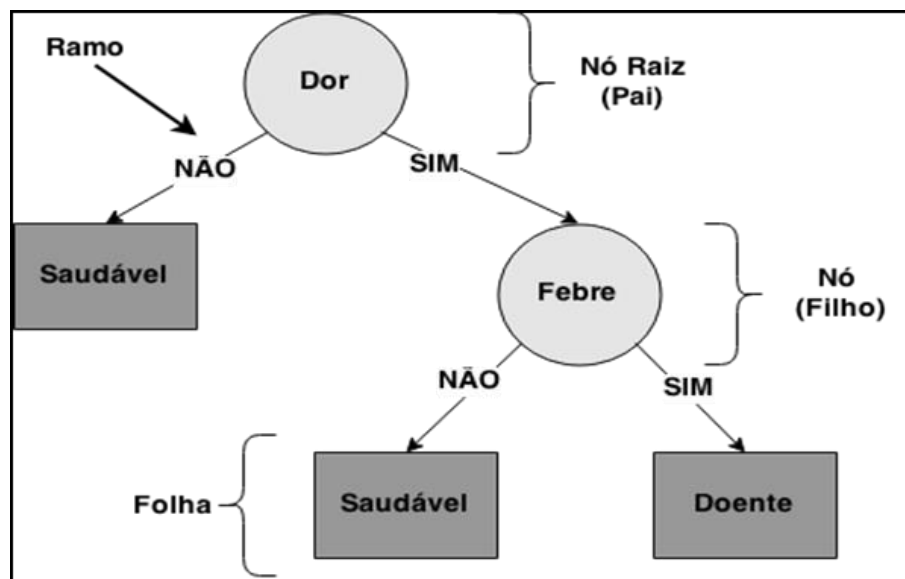 Ramo
Dor
Nó Raiz
(Pai)
NÃO
SIM
Saudável
Febre
Nó
(Filho)
NÃO
SIM
Folha
Saudável
Doente